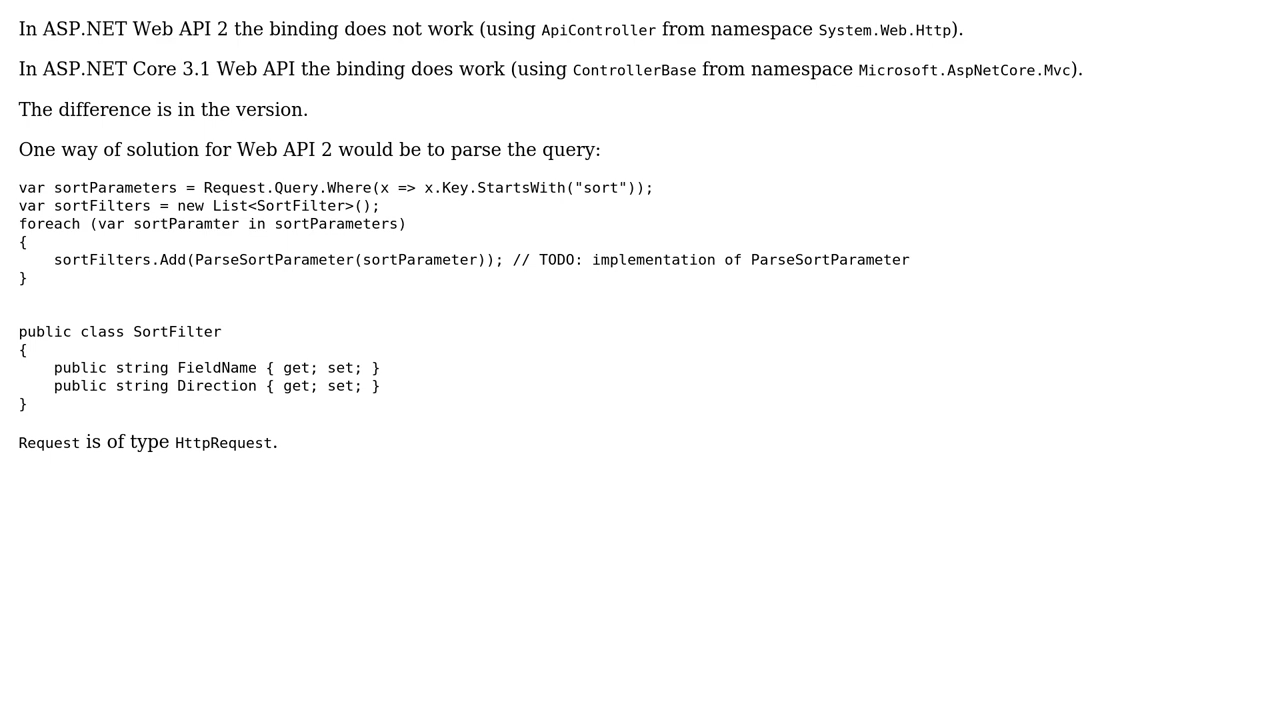 In ASP.NET Web API 2 the binding does not work (using ApiController from namespace System.Web.Http).
In ASP.NET Core 3.1 Web API the binding does work (using ControllerBase from namespace Microsoft.AspNetCore.Mvc).
The difference is in the version.
One way of solution for Web API 2 would be to parse the query:
var sortParameters = Request.Query.Where(x => x.Key.StartsWith("sort"));
var sortFilters = new List<SortFilter>();
foreach (var sortParamter in sortParameters)
{
    sortFilters.Add(ParseSortParameter(sortParameter)); // TODO: implementation of ParseSortParameter
}
public class SortFilter
{
    public string FieldName { get; set; }
    public string Direction { get; set; }
}
Request is of type HttpRequest.